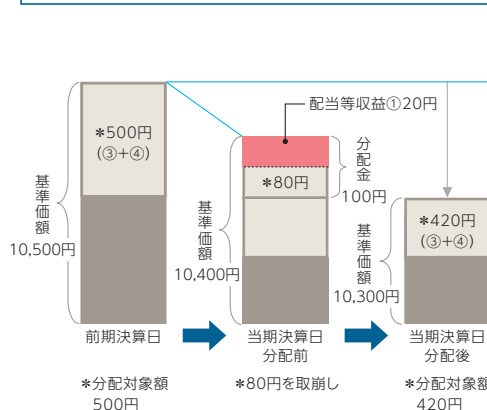 配当等収益①20円
＊500円
(③+④)
分配金
100円
＊80円
基準価額
10,500円
基準価額
10,400円
＊420円
(③+④)
基準価額
10,300円
前期決算日
当期決算日
分配前
当期決算日
分配後
＊分配対象額
500円
＊80円を取崩し
＊分配対象額
420円